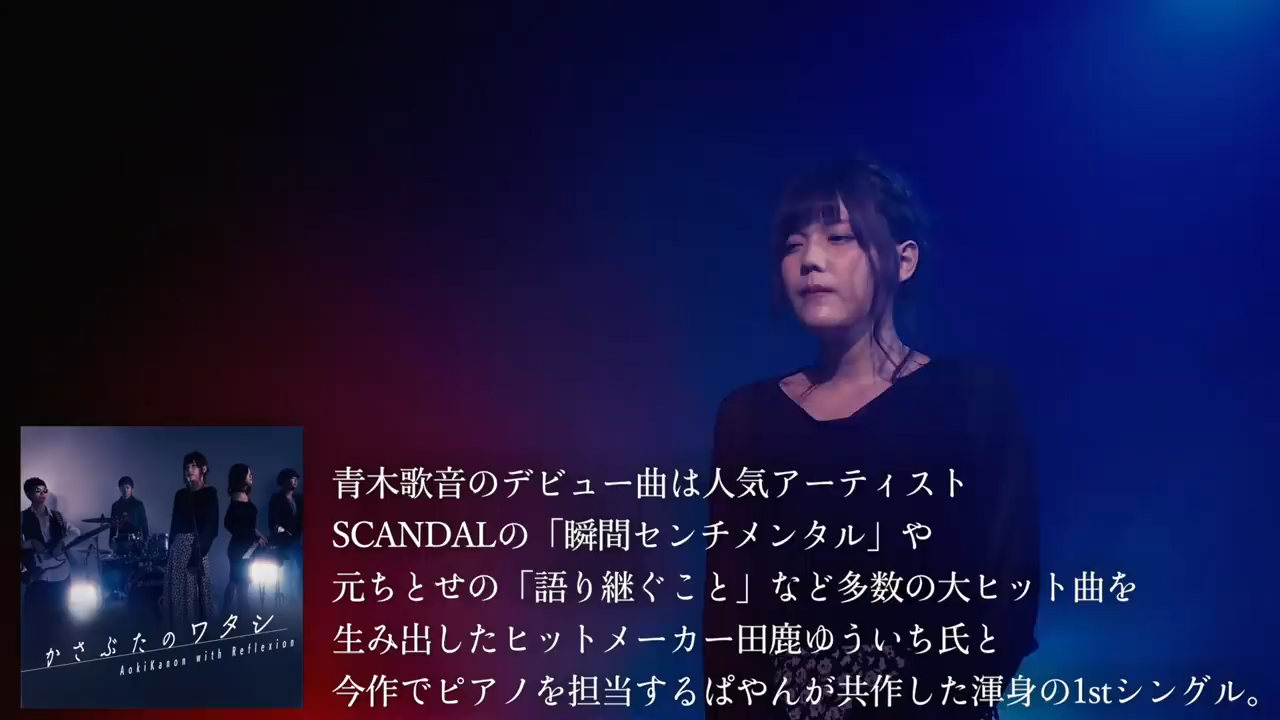 青木歌音のデビュー曲は人気アーティスト
SCANDALの「瞬間センチメンタル」や
元ちとせの「語り継ぐこと」など多数の大ヒット曲を
生み出したヒットメーカー田鹿ゆういち氏と
今作でピアノを担当するぱやんが共作した渾身の1stシングル。
かさぶたのワタシ
AokiKanon with Reflexion